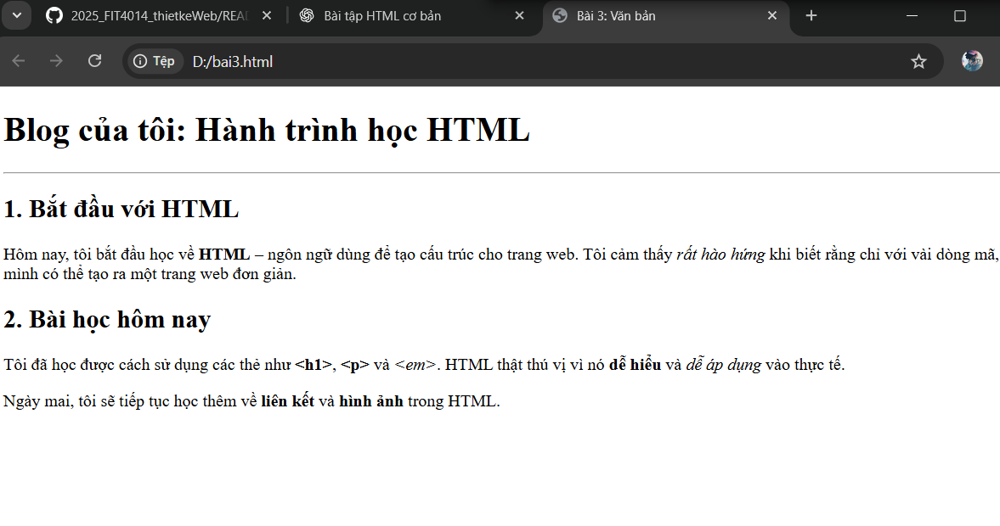 2025_FIT4014_thietkeWeb/REA
Bài tập HTML cơ bản
Bài 3: Văn bản
Tệp D:/bai3.html
Blog của tôi: Hành trình học HTML
1. Bắt đầu với HTML
Hôm nay, tôi bắt đầu học về HTML – ngôn ngữ dùng để tạo cấu trúc cho trang web. Tôi cảm thấy rất hào hứng khi biết rằng chỉ với vài dòng mã,
mình có thể tạo ra một trang web đơn giản.
2. Bài học hôm nay
Tôi đã học được cách sử dụng các thẻ như <h1>, <p> và <em>. HTML thật thú vị vì nó dễ hiểu và dễ áp dụng vào thực tế.
Ngày mai, tôi sẽ tiếp tục học thêm về liên kết và hình ảnh trong HTML.